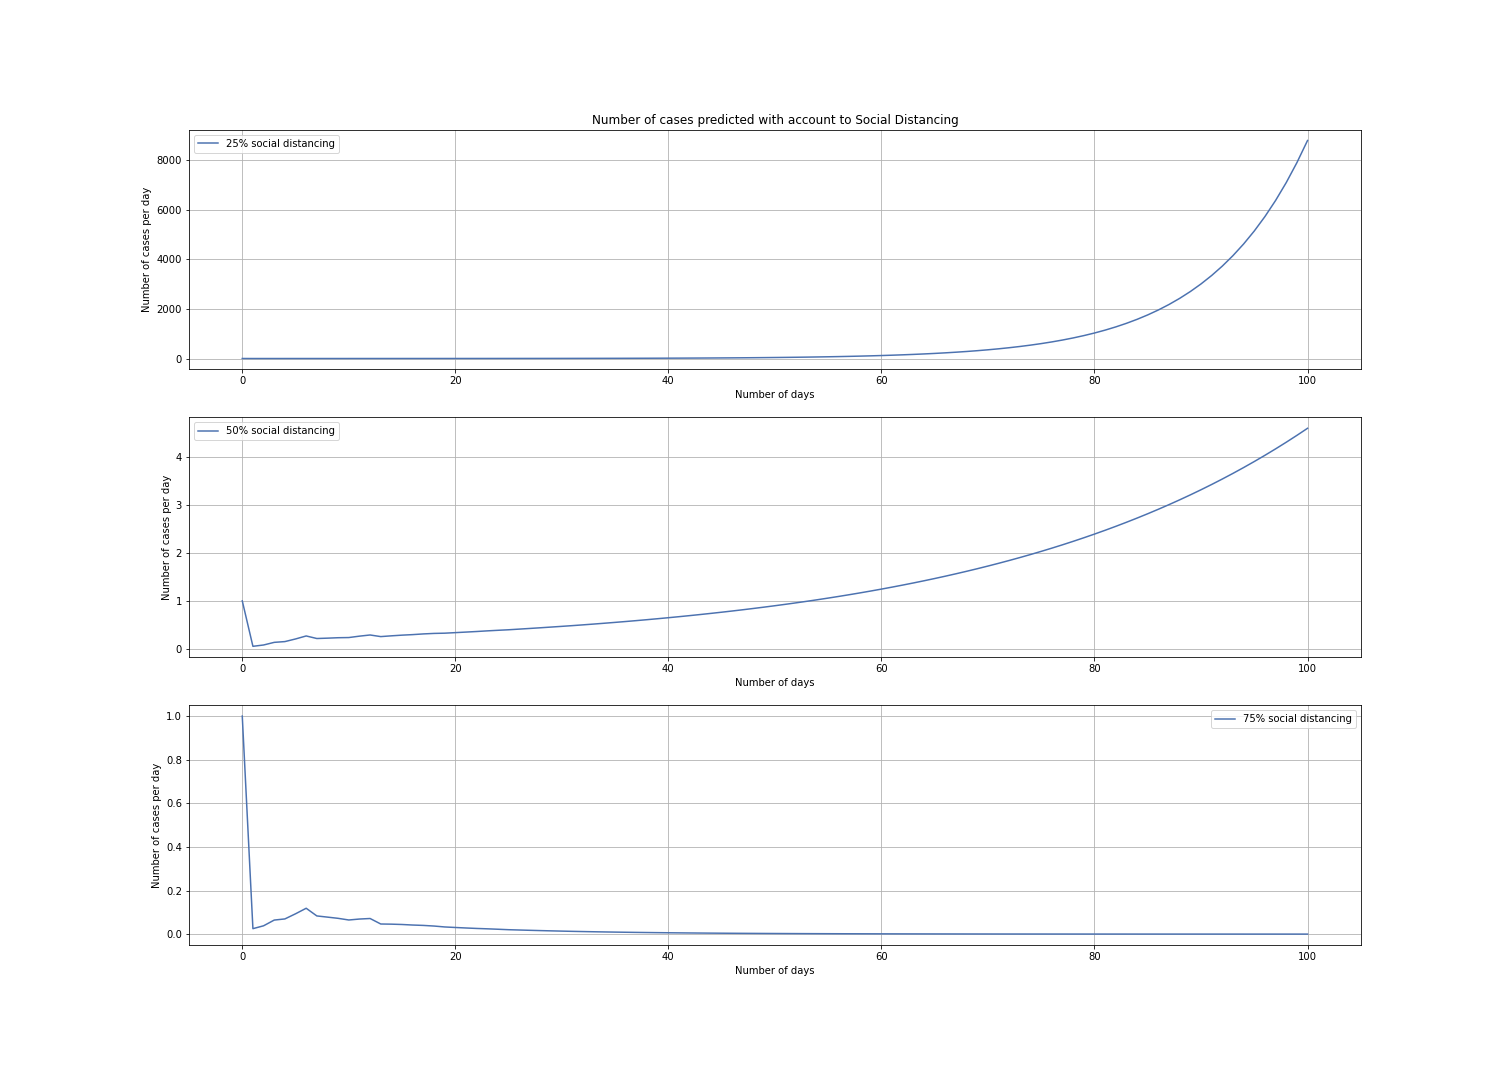 Number of cases predicted with account to Social Distancing
25% social distancing
Number of cases per day
8000
6000
4000
2000
0
0 20 40 60 80 100
Number of days
50% social distancing
Number of cases per day
4
3
2
1
0
0 20 40 60 80 100
Number of days
75% social distancing
Number of cases per day
1.0
0.8
0.6
0.4
0.2
0.0
0 20 40 60 80 100
Number of days